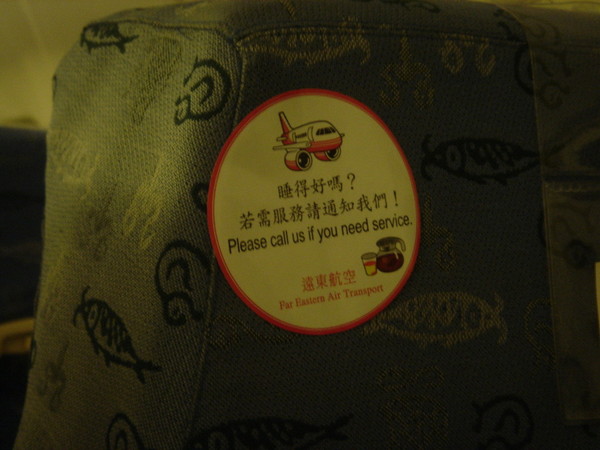 睡得好嗎？
若需服務請通知我們！
Please call us if you need service.
遠東航空
Far Eastern Air Transport